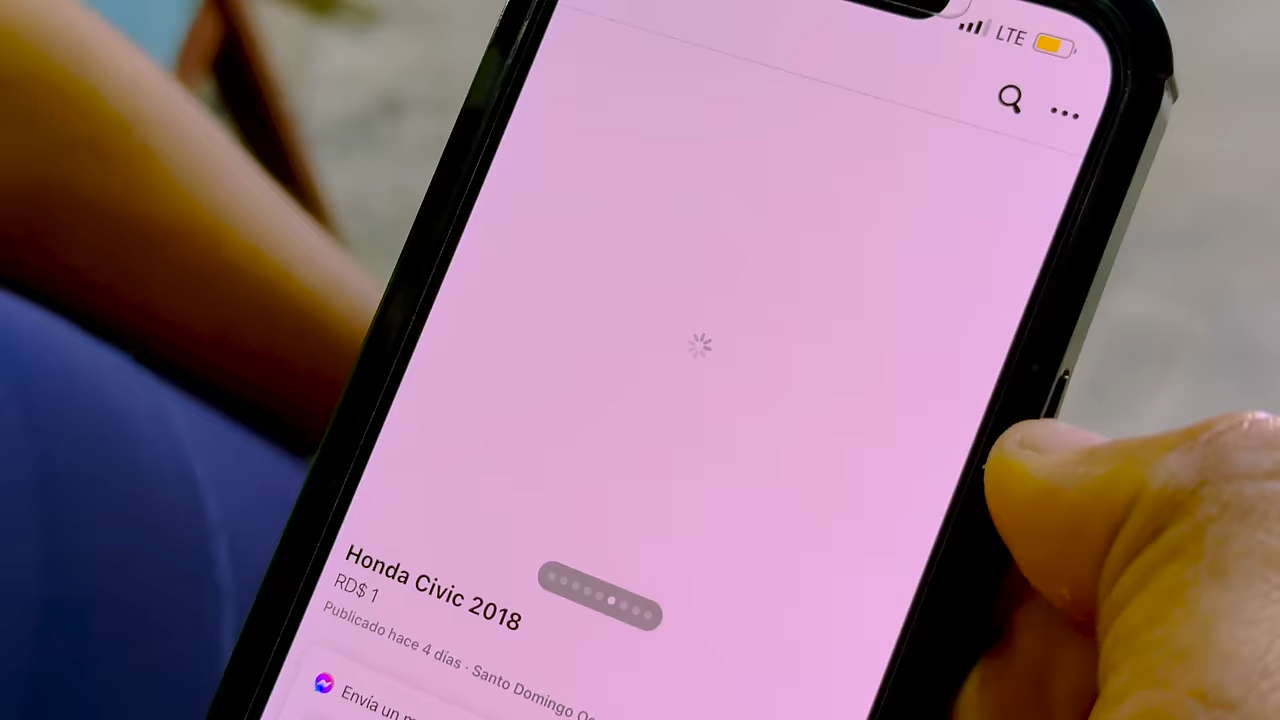 LTE
Honda Civic 2018
RD$ 1
Publicado hace 4 días · Santo Domingo
Envía un